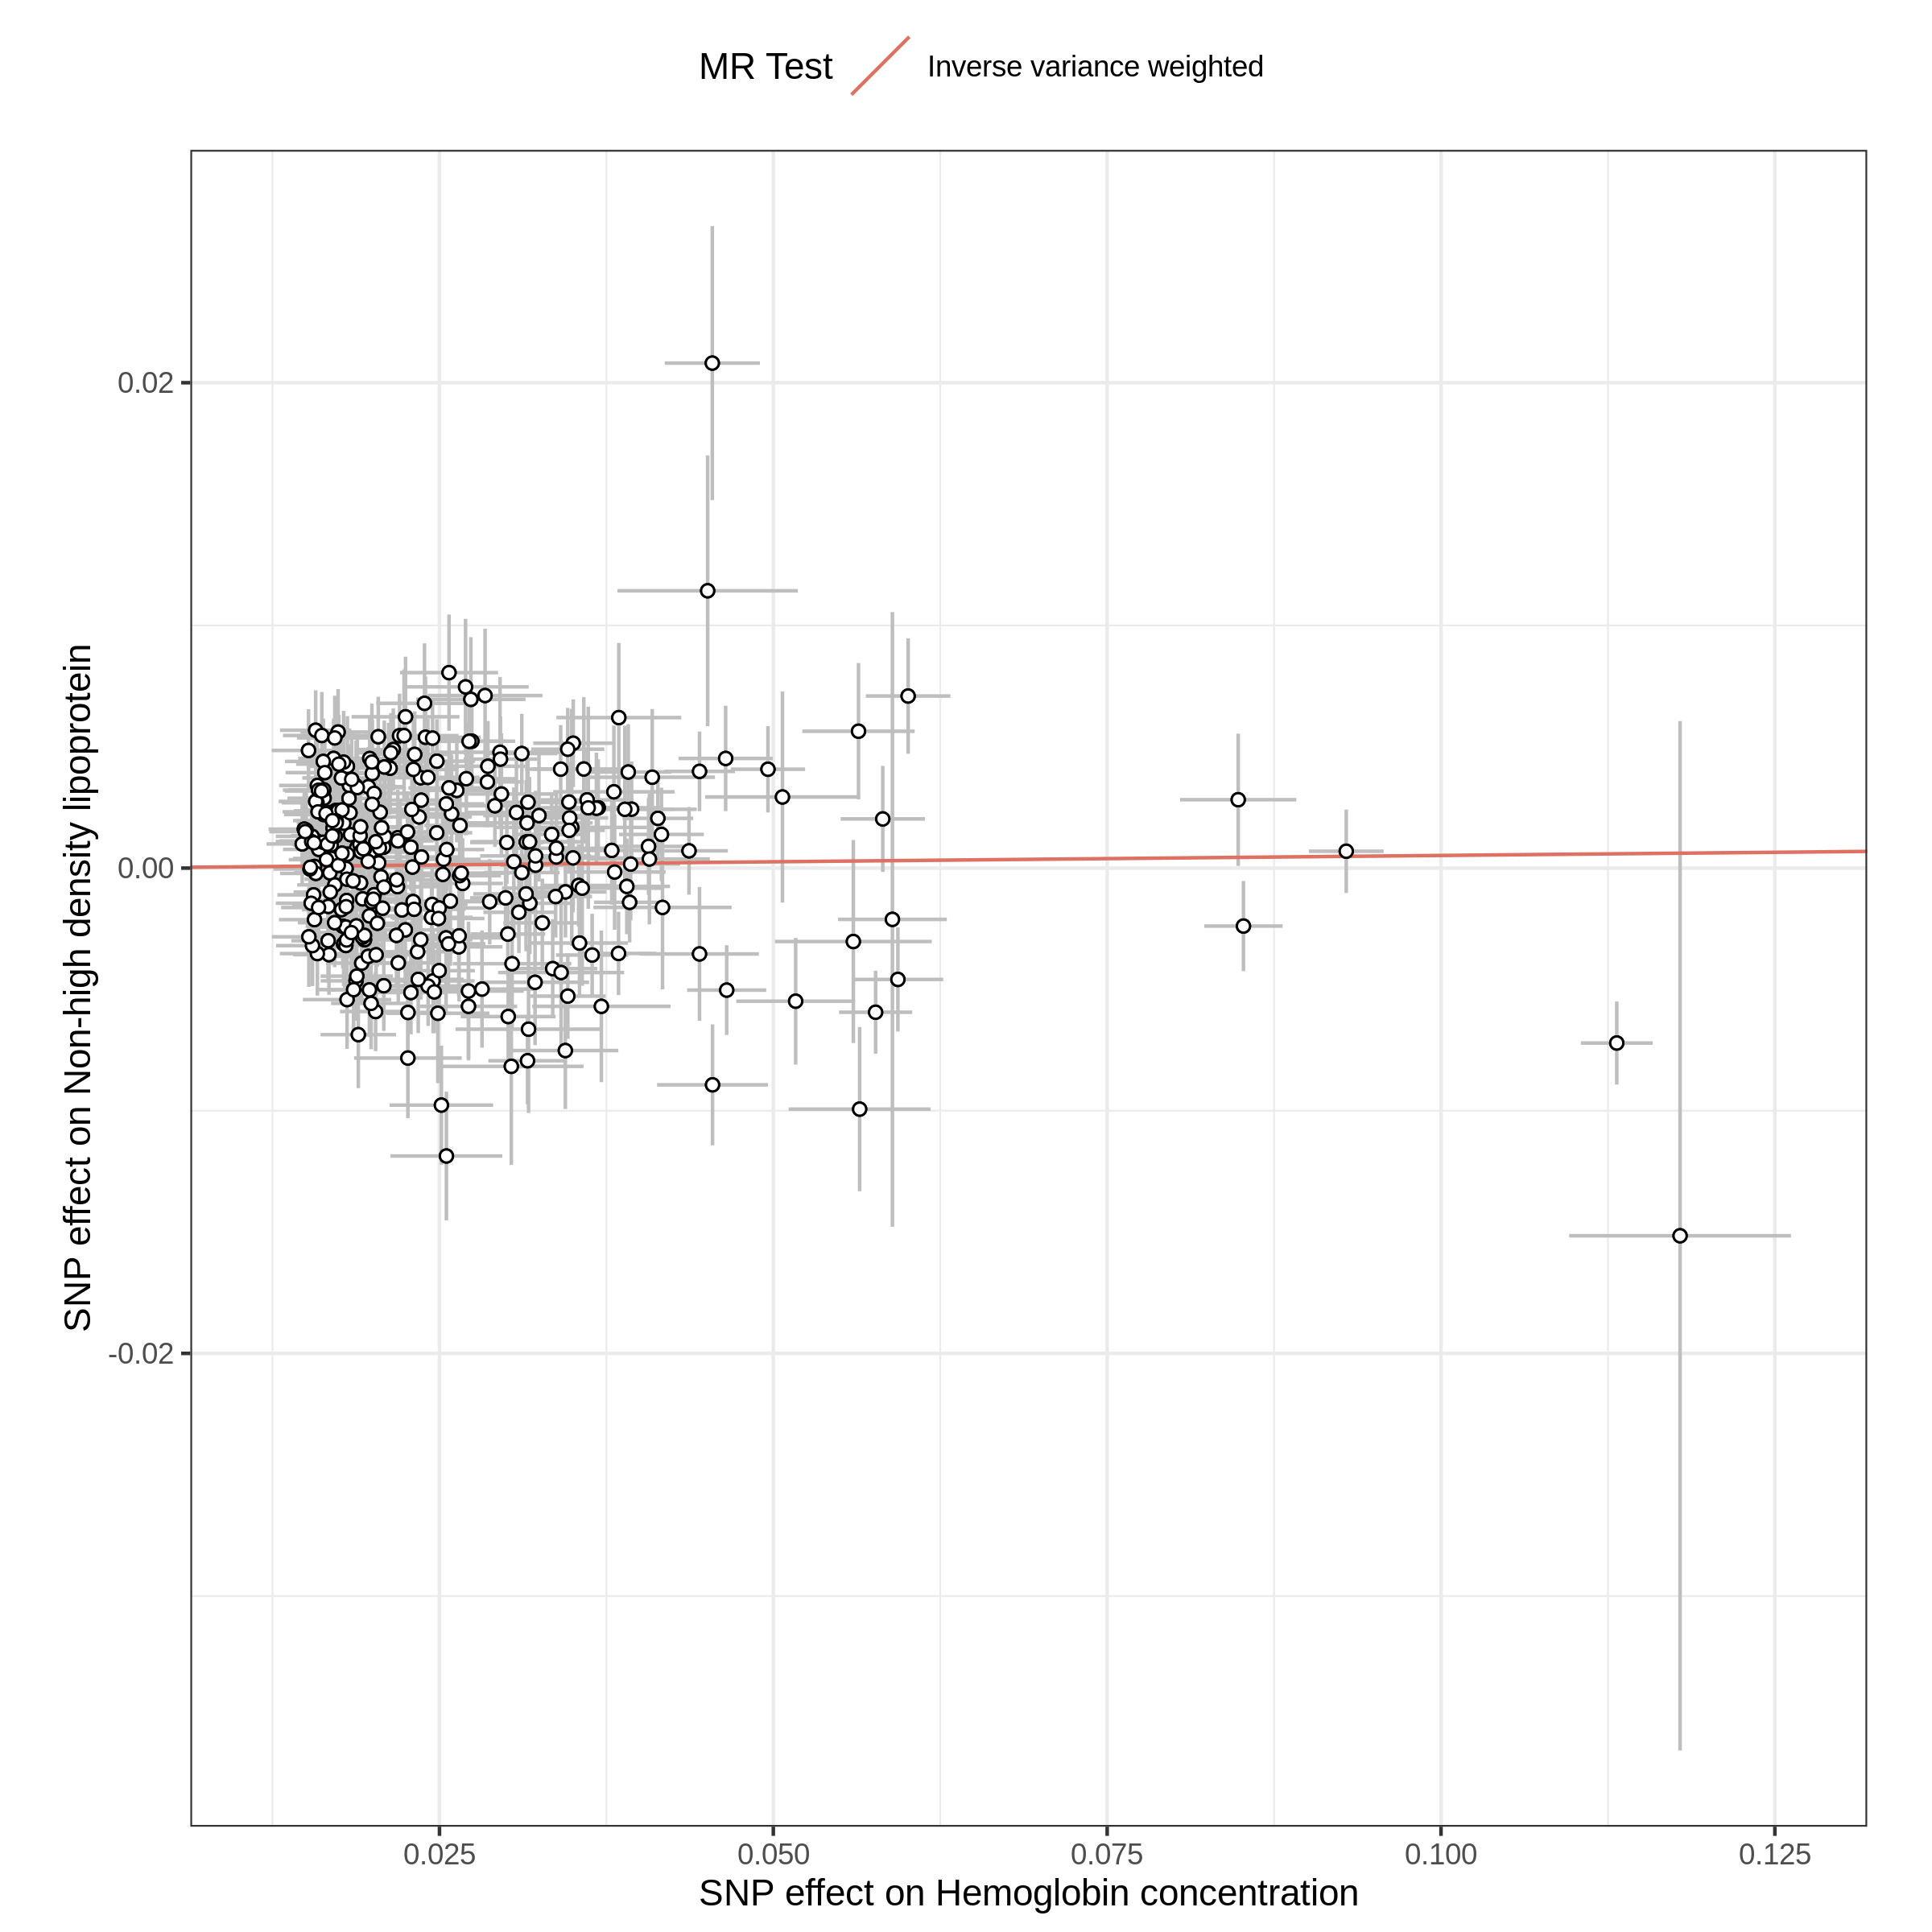 MR Test
Inverse variance weighted
SNP effect on Non-high density lipoprotein
0.02
0.00
-0.02
0.025
0.050
0.075
0.100
0.125
SNP effect on Hemoglobin concentration